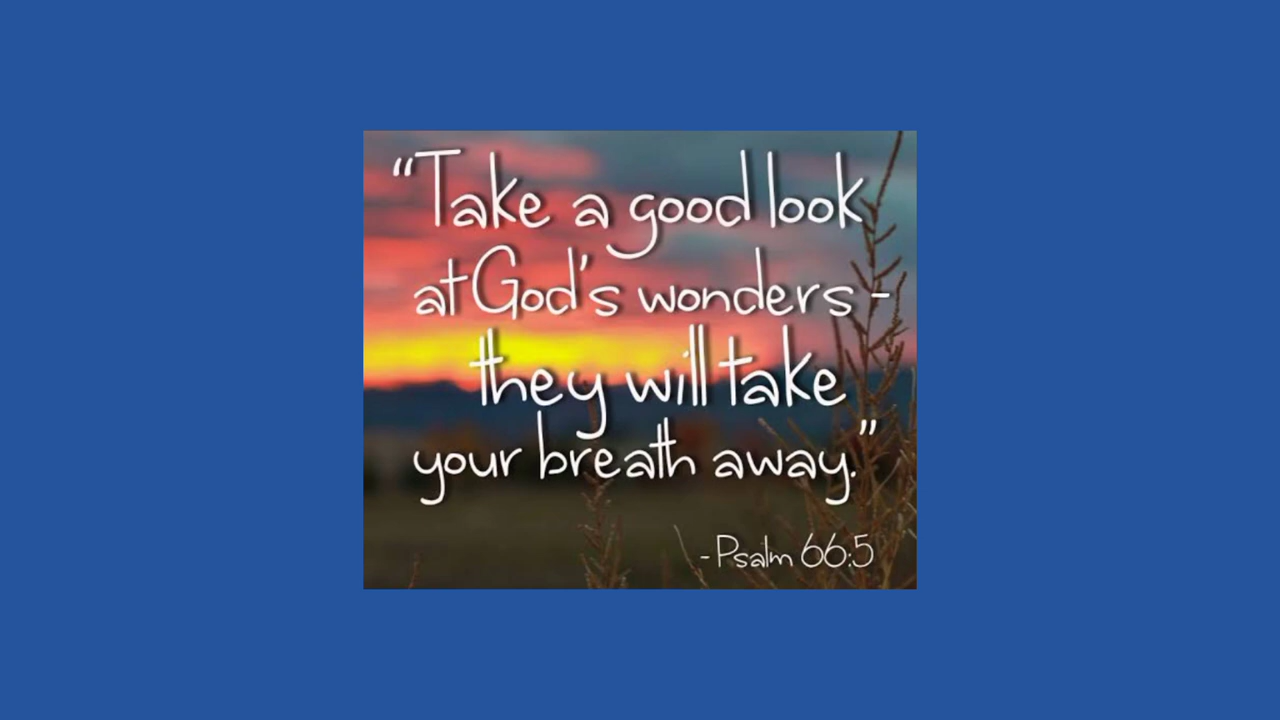 “Take a good look
at God's wonders -
they will take
your breath away.”
- Psalm 66:5